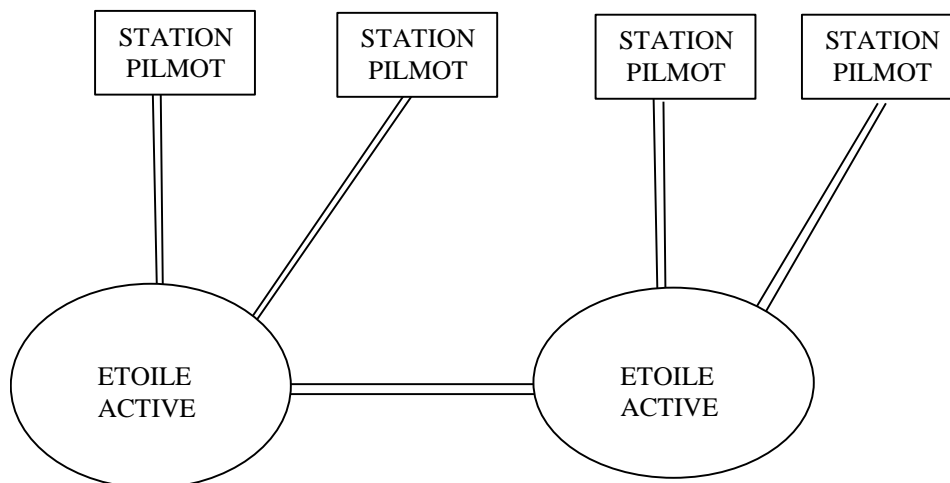 STATION
PILMOT
STATION
PILMOT
STATION
PILMOT
STATION
PILMOT
ETOILE
ACTIVE
ETOILE
ACTIVE